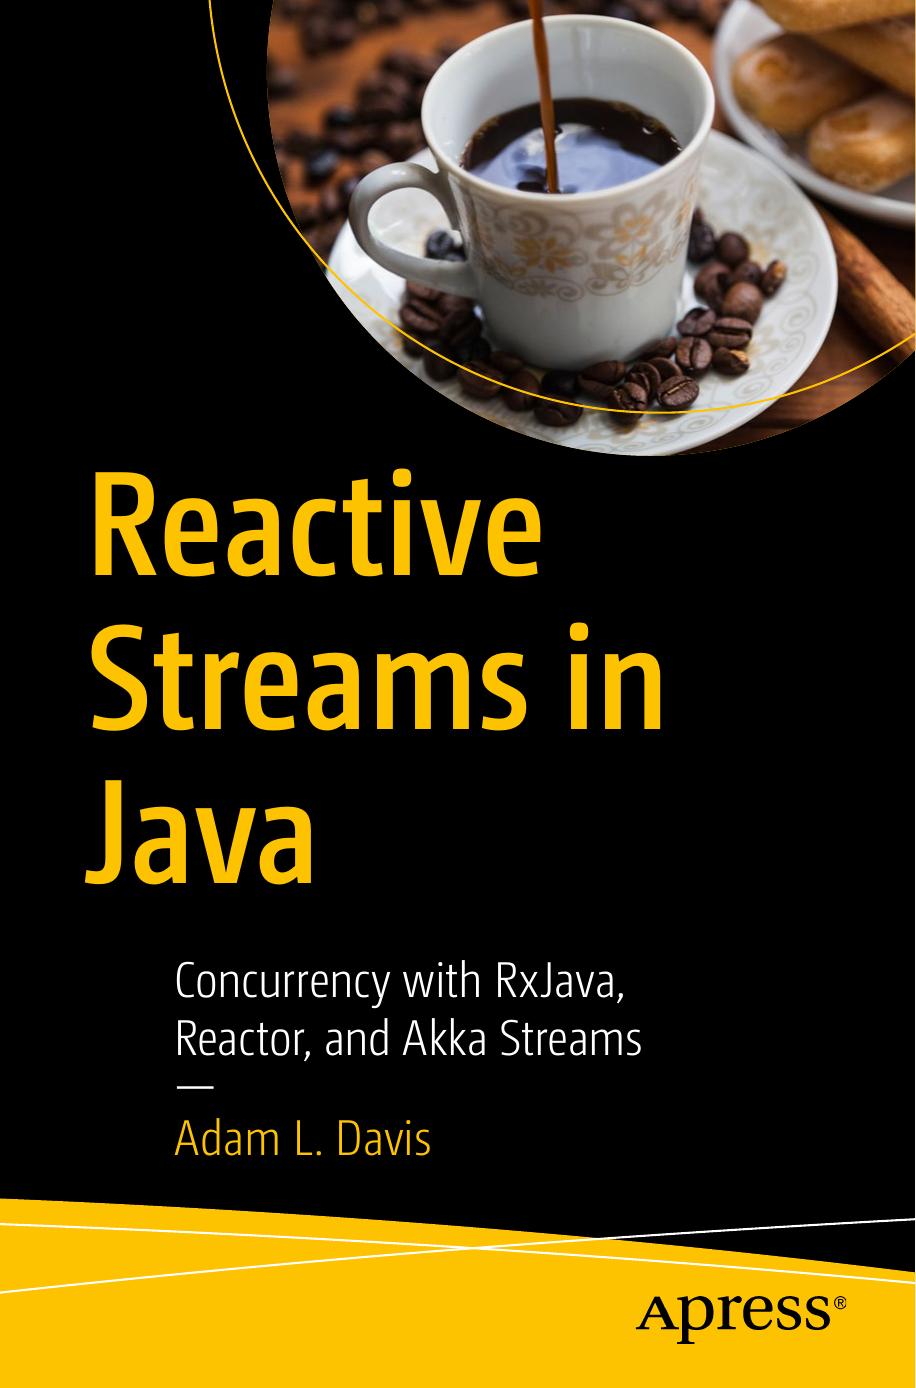 Reactive
Streams in
Java
Concurrency with RxJava,
Reactor, and Akka Streams
—
Adam L. Davis
Apress®